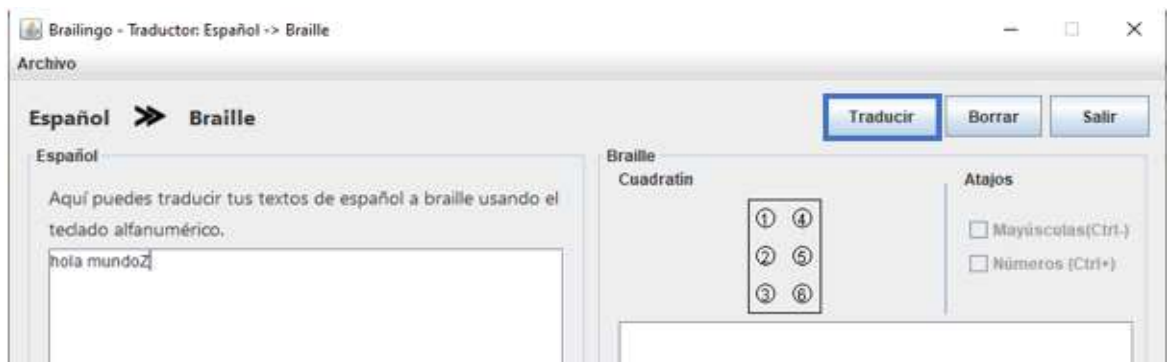 Brailingo - Traductor: Español -> Braille
Archivo
Español >> Braille
Traducir Borrar Salir
Español
Aquí puedes traducir tus textos de español a braille usando el
teclado alfanumérico.
hola mundoZ
Braille
Cuadratín
① ④
② ⑤
③ ⑥
Atajos
Mayúscolas(Ctrl-)
Números (Ctrl+)